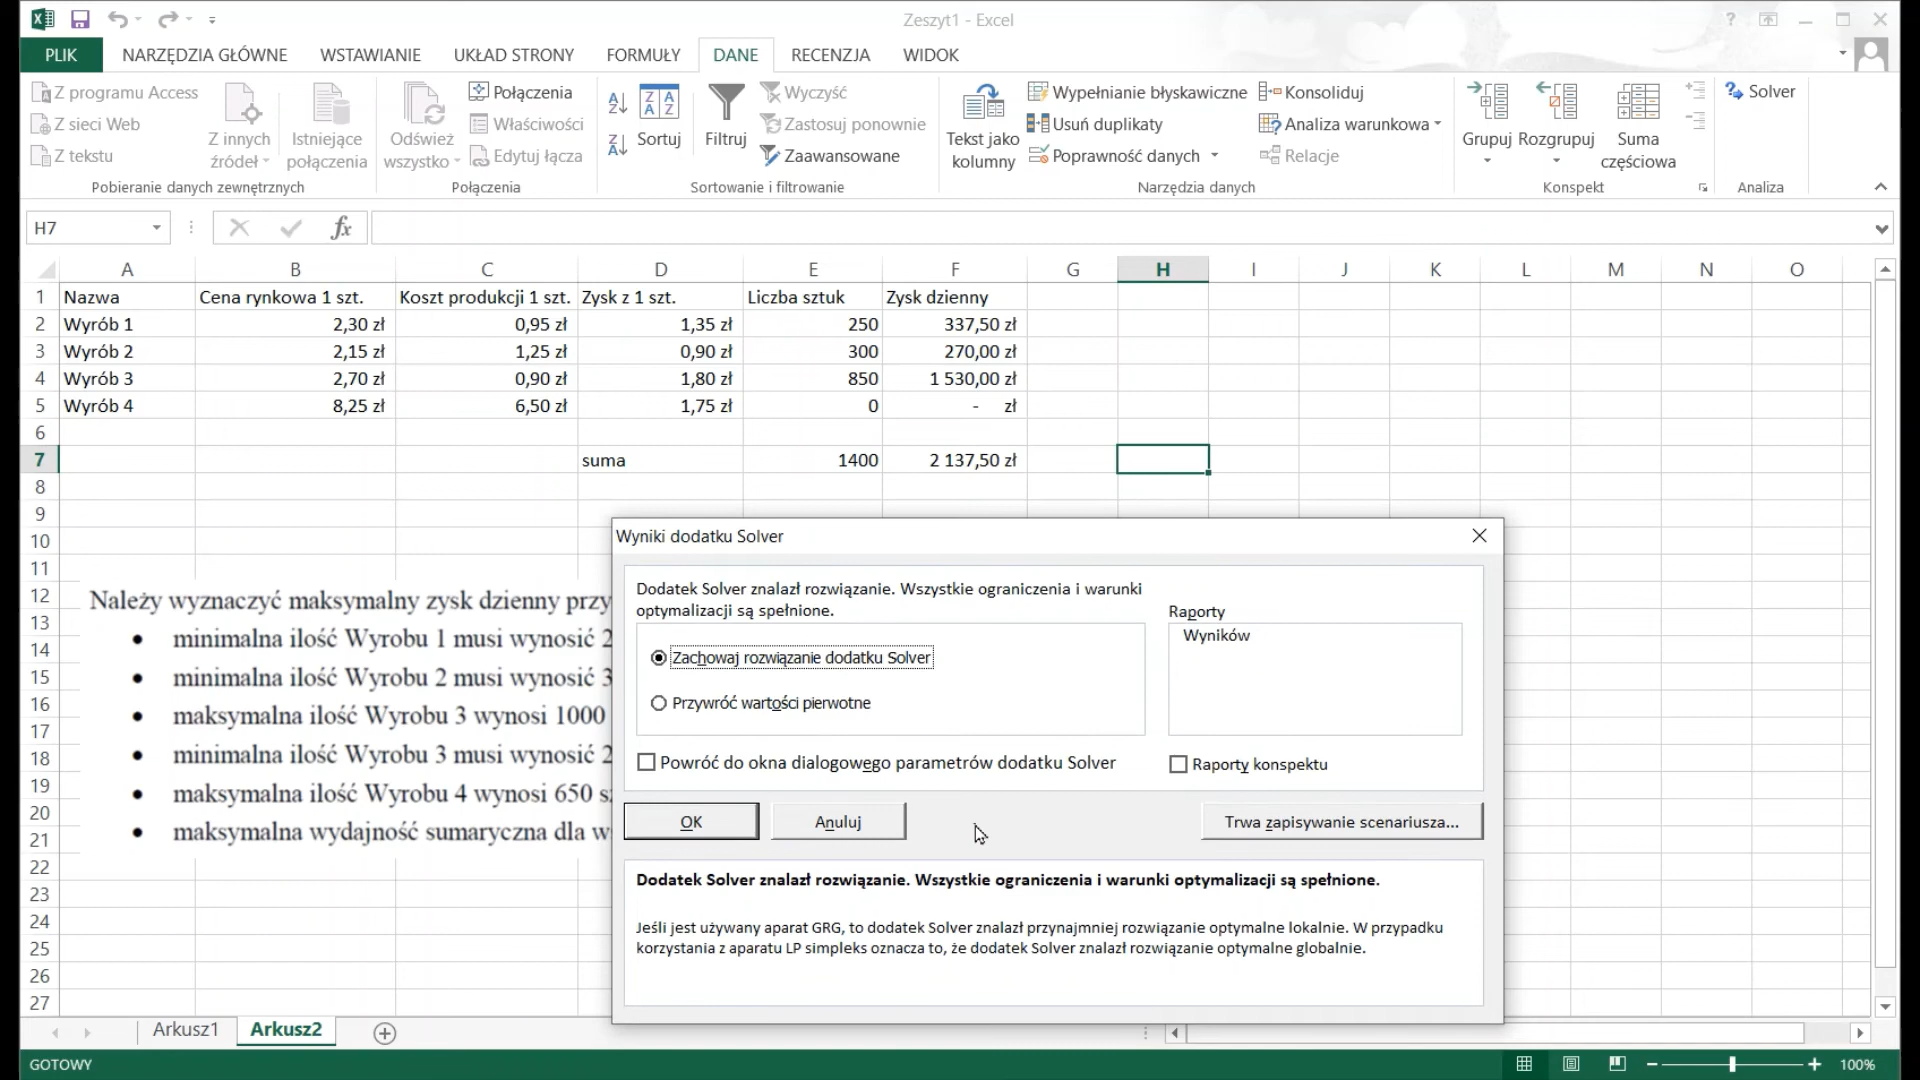 Zeszyt1 - Excel
PLIK NARZĘDZIA GŁÓWNE WSTAWIANIE UKŁAD STRONY FORMUŁY DANE RECENZJA WIDOK
Z programu Access
Z sieci Web
Z tekstu
Z innych źródeł
Istniejące połączenia
Pobieranie danych zewnętrznych
Odśwież wszystko
Połączenia
Właściwości
Edytuj łącza
Połączenia
Sortuj
Filtruj
Wyczyść
Zastosuj ponownie
Zaawansowane
Sortowanie i filtrowanie
Tekst jako kolumny
Wypełnianie błyskawiczne
Usuń duplikaty
Poprawność danych
Konsoliduj
Analiza warunkowa
Relacje
Narzędzia danych
Grupuj
Rozgrupuj
Suma częściowa
Konspekt
Solver
Analiza
H7
fx
A B C D E F G H I J K L M N O
1 Nazwa Cena rynkowa 1 szt. Koszt produkcji 1 szt. Zysk z 1 szt. Liczba sztuk Zysk dzienny
2 Wyrób 1 2,30 zł 0,95 zł 1,35 zł 250 337,50 zł
3 Wyrób 2 2,15 zł 1,25 zł 0,90 zł 300 270,00 zł
4 Wyrób 3 2,70 zł 0,90 zł 1,80 zł 850 1 530,00 zł
5 Wyrób 4 8,25 zł 6,50 zł 1,75 zł 0 - zł
6
7 suma 1400 2 137,50 zł
8
9
10
11
12
13
14
15
16
17
18
19
20
21
22
23
24
25
26
27
Należy wyznaczyć maksymalny zysk dzienny przy
• minimalna ilość Wyrobu 1 musi wynosić 2
• minimalna ilość Wyrobu 2 musi wynosić 3
• maksymalna ilość Wyrobu 3 wynosi 1000
• minimalna ilość Wyrobu 3 musi wynosić 2
• maksymalna ilość Wyrobu 4 wynosi 650
• maksymalna wydajność sumaryczna dla
Wyniki dodatku Solver
Dodatek Solver znalazł rozwiązanie. Wszystkie ograniczenia i warunki
optymalizacji są spełnione.
Zachowaj rozwiązanie dodatku Solver
Przywróć wartości pierwotne
Raporty
Wyników
Powróć do okna dialogowego parametrów dodatku Solver
Raporty konspektu
OK
Anuluj
Trwa zapisywanie scenariusza...
Dodatek Solver znalazł rozwiązanie. Wszystkie ograniczenia i warunki optymalizacji są spełnione.
Jeśli jest używany aparat GRG, to dodatek Solver znalazł przynajmniej rozwiązanie optymalne lokalnie. W przypadku
korzystania z aparatu LP simpleks oznacza to, że dodatek Solver znalazł rozwiązanie optymalne globalnie.
Arkusz1 Arkusz2
GOTOWY
100%